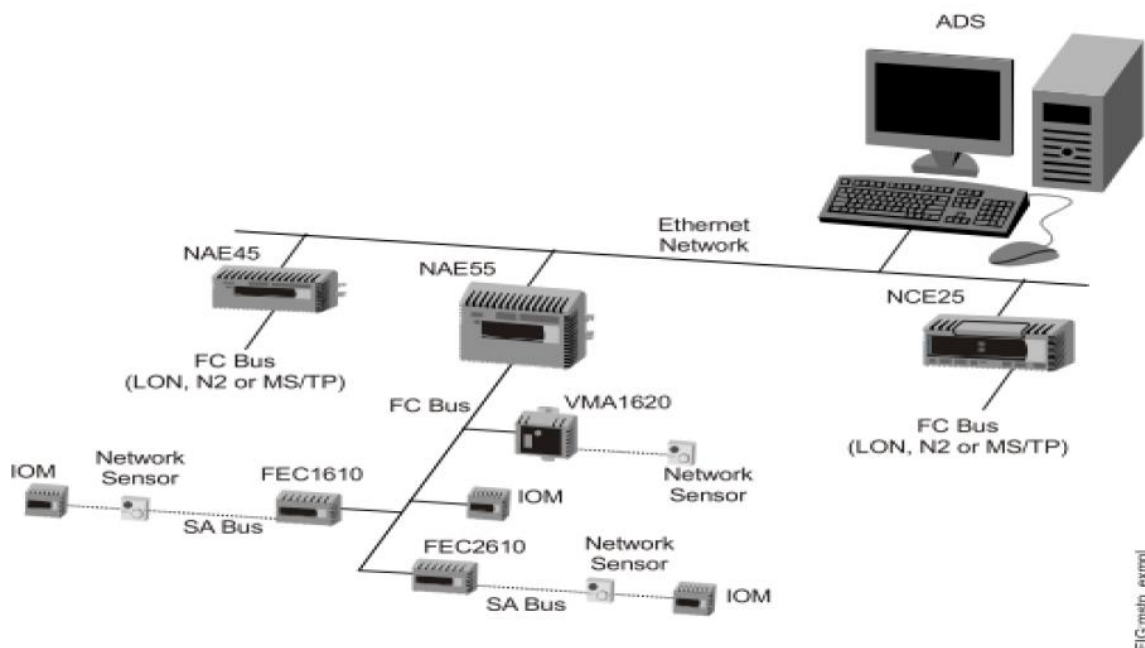 ADS
Ethernet
Network
NAE45
NAE55
NCE25
FC Bus
(LON, N2 or MS/TP)
FC Bus
VMA1620
FC Bus
(LON, N2 or MS/TP)
IOM
Network
Sensor
FEC1610
SA Bus
IOM
Network
Sensor
FEC2610
Network
Sensor
SA Bus
IOM
FIG:mstp_exmpl